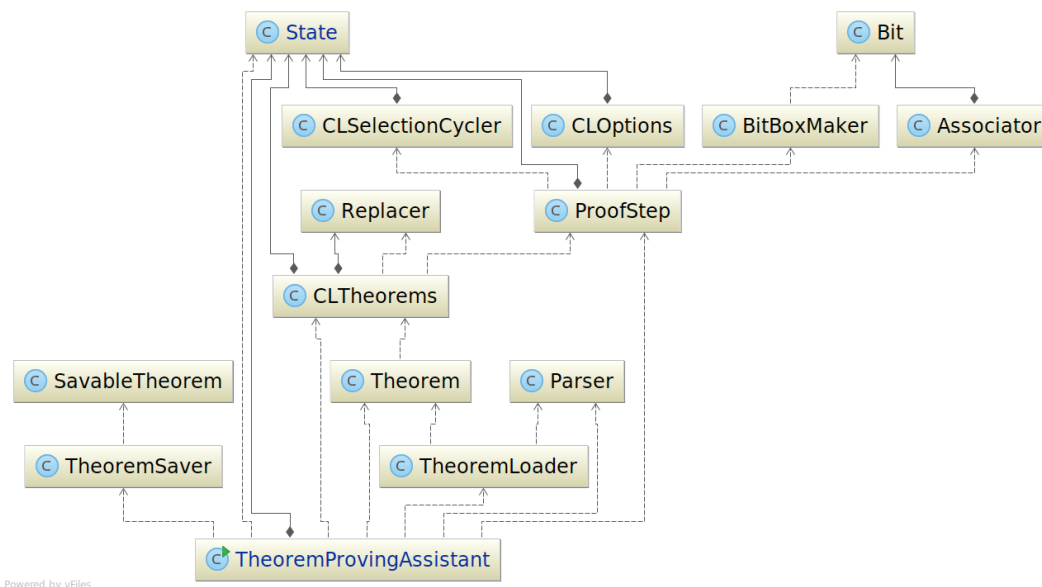 C State
C Bit
C CLSelectionCycler
C CLOptions
C BitBoxMaker
C Associator
C Replacer
C ProofStep
C CLTheorems
C SavableTheorem
C Theorem
C Parser
C TheoremSaver
C TheoremLoader
C TheoremProvingAssistant
Powered by yFiles